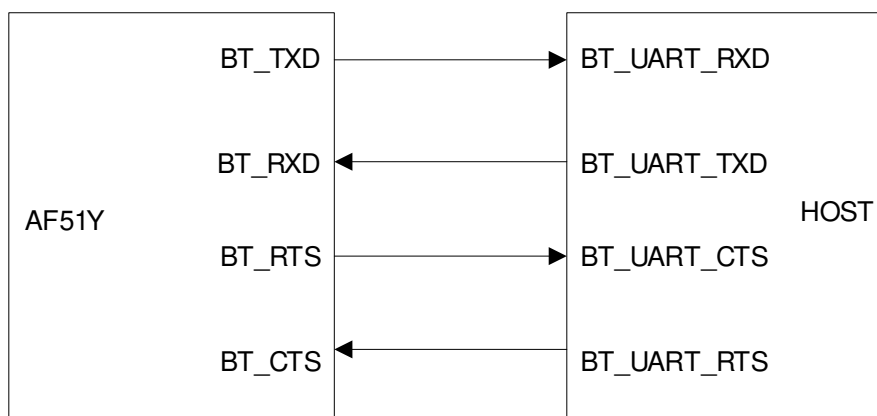 BT_TXD BT_UART_RXD
BT_RXD BT_UART_TXD
AF51Y HOST
BT_RTS BT_UART_CTS
BT_CTS BT_UART_RTS